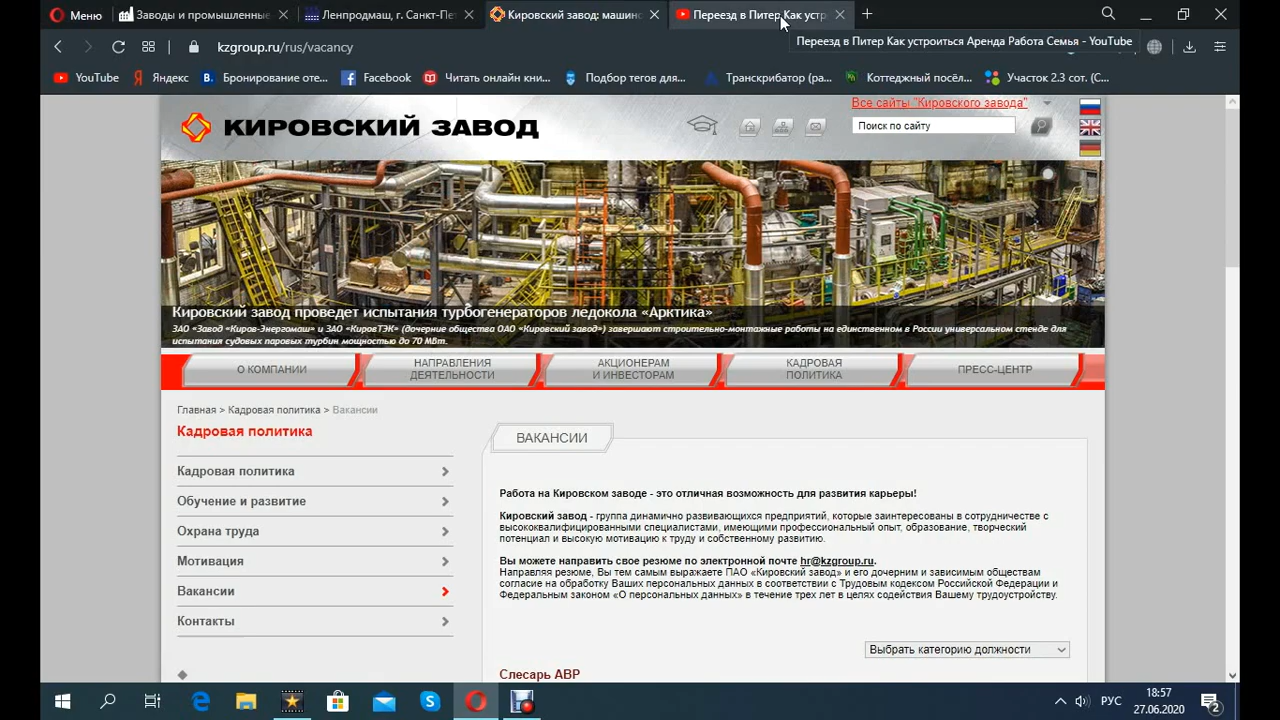 Меню
Заводы и промышленные
Ленпродмаш, г. Санкт-Пет
Кировский завод: машино
Переезд в Питер Как устр
kzgroup.ru/rus/vacancy
Переезд в Питер Как устроиться Аренда Работа Семья - YouTube
YouTube
Яндекс
Бронирование оте...
Facebook
Читать онлайн кни...
Подбор тегов для...
Транскрибатор (ра...
Коттеджный посёл...
Участок 2.3 сот. (С...
КИРОВСКИЙ ЗАВОД
Все сайты "Кировского завода"
Поиск по сайту
Кировский завод проведет испытания турбогенераторов ледокола «Арктика»
ЗАО «Завод «Киров-Энергомаш» и ЗАО «КировТЭК» (дочерние общества ОАО «Кировский завод») завершают строительно-монтажные работы на единственном в России универсальном стенде для
испытания судовых паровых турбин мощностью до 70 МВт.
О КОМПАНИИ
НАПРАВЛЕНИЯ
ДЕЯТЕЛЬНОСТИ
АКЦИОНЕРАМ
И ИНВЕСТОРАМ
КАДРОВАЯ
ПОЛИТИКА
ПРЕСС-ЦЕНТР
Главная > Кадровая политика > Вакансии
Кадровая политика
Кадровая политика
Обучение и развитие
Охрана труда
Мотивация
Вакансии
Контакты
ВАКАНСИИ
Работа на Кировском заводе - это отличная возможность для развития карьеры!
Кировский завод - группа динамично развивающихся предприятий, которые заинтересованы в сотрудничестве с
высококвалифицированными специалистами, имеющими профессиональный опыт, образование, творческий
потенциал и высокую мотивацию к труду и собственному развитию.
Вы можете направить свое резюме по электронной почте hr@kzgroup.ru.
Направляя резюме, Вы тем самым выражаете ПАО «Кировский завод» и его дочерним и зависимым обществам
согласие на обработку Ваших персональных данных в соответствии с Трудовым кодексом Российской Федерации и
Федеральным законом «О персональных данных» в течение трех лет в целях содействия Вашему трудоустройству.
Выбрать категорию должности
Слесарь АВР
РУС
18:57
27.06.2020
2